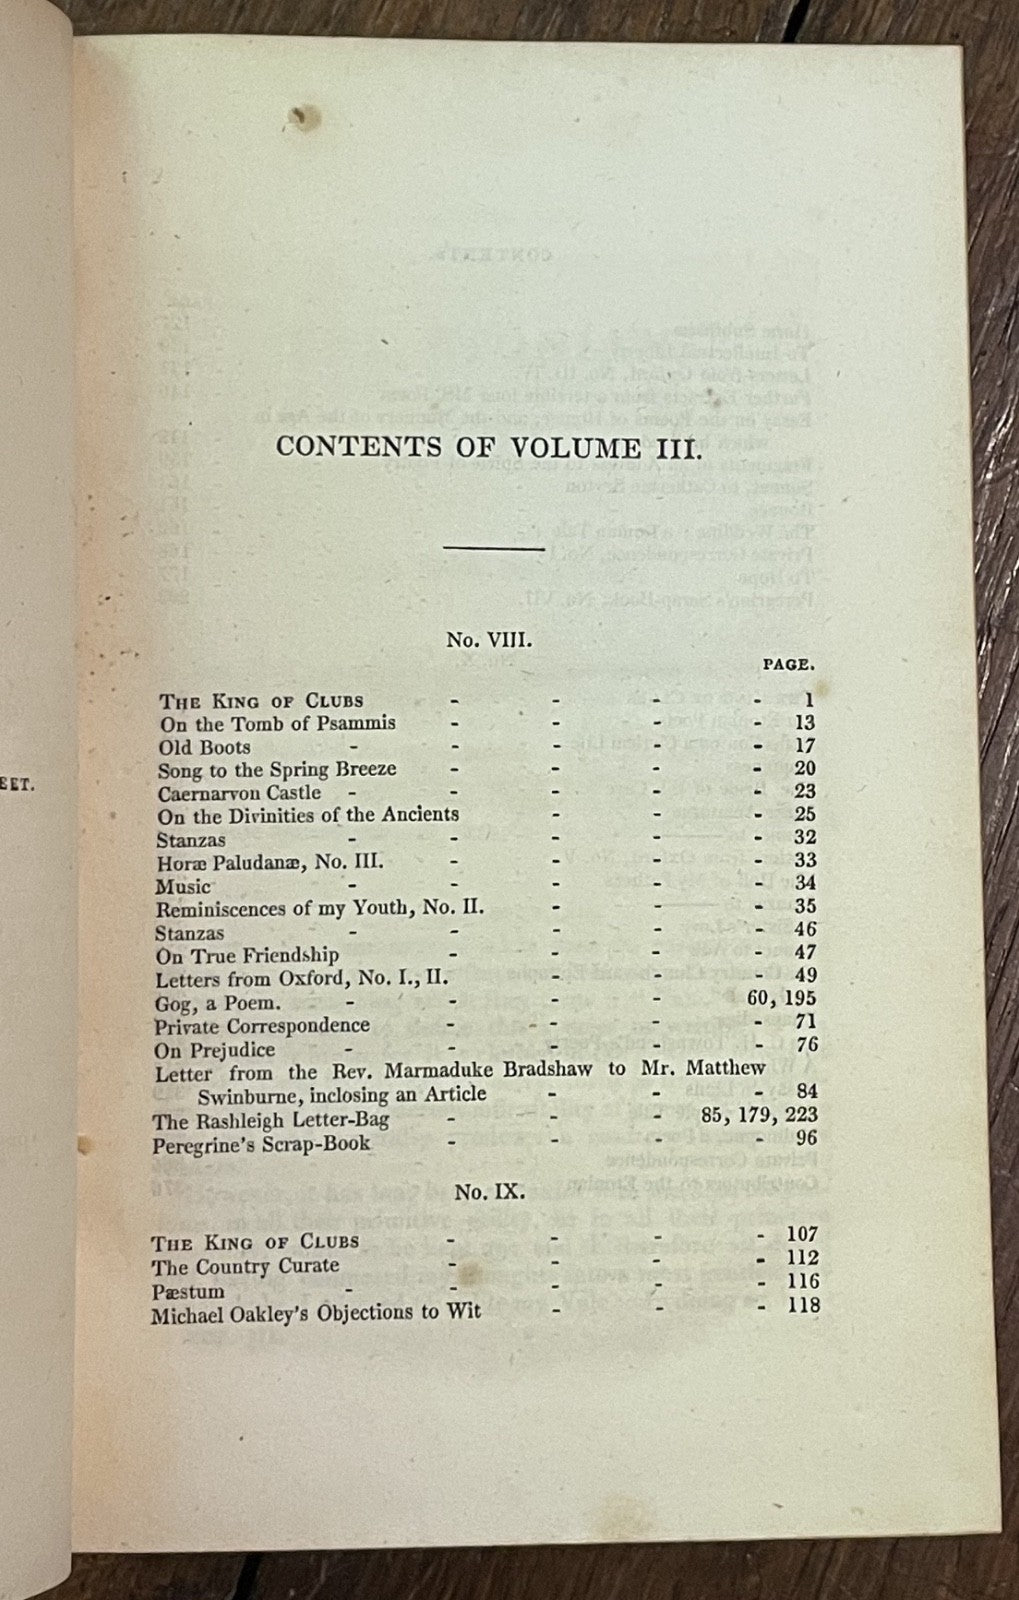 CONTENTS OF VOLUME III.
No. VIII.
PAGE.
THE KING OF CLUBS - - - - 1
On the Tomb of Psammis - - - - 13
Old Boots - - - - - 17
Song to the Spring Breeze - - - - 20
Caernarvon Castle - - - - - 23
On the Divinities of the Ancients - - - 25
Stanzas - - - - - 32
Horæ Paludanæ, No. III. - - - - 33
Music - - - - - 34
Reminiscences of my Youth, No. II. - - - 35
Stanzas - - - - - 46
On True Friendship - - - - 47
Letters from Oxford, No. I., II. - - - 49
Gog, a Poem. - - - - 60, 195
Private Correspondence - - - - 71
On Prejudice - - - - - 76
Letter from the Rev. Marmaduke Bradshaw to Mr. Matthew
Swinburne, inclosing an Article - - - 84
The Rashleigh Letter-Bag - - - 85, 179, 223
Peregrine's Scrap-Book - - - - 96
No. IX.
THE KING OF CLUBS - - - - 107
The Country Curate - - - - 112
Pæstum - - - - - 116
Michael Oakley's Objections to Wit - - - 118
EET.